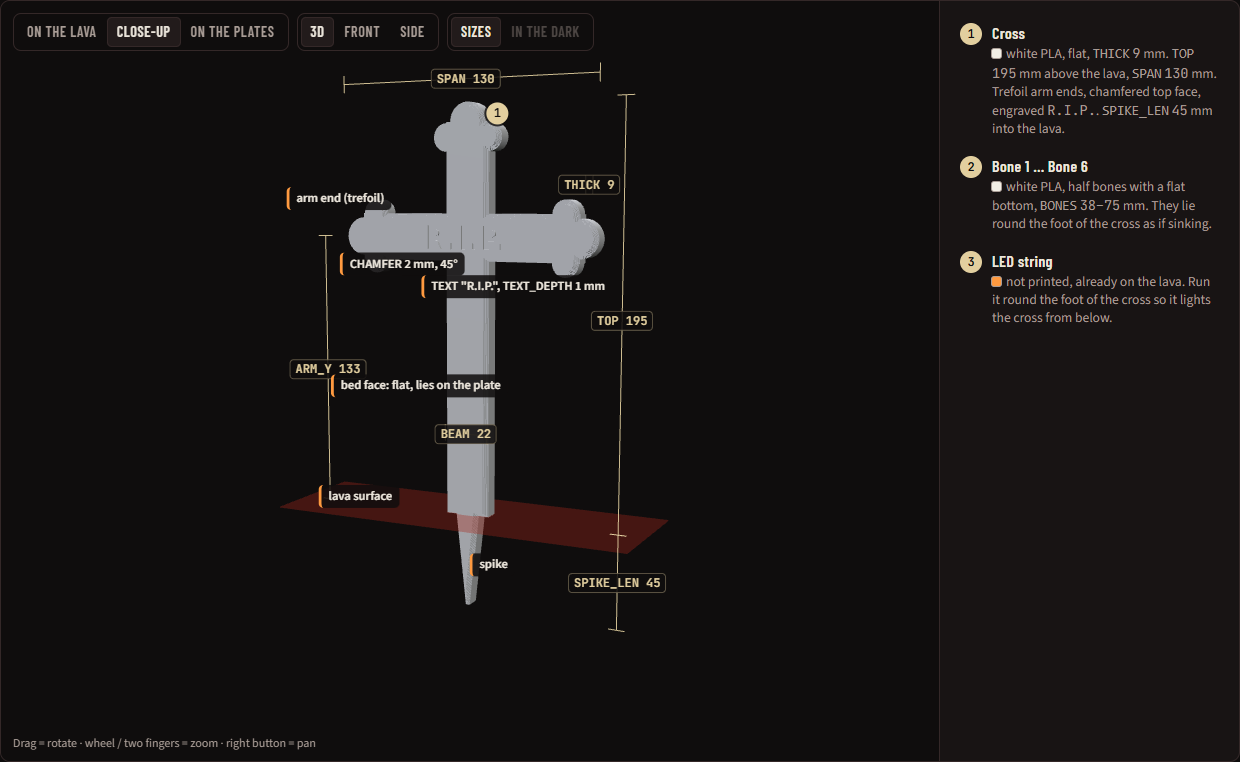 ON THE LAVA CLOSE-UP ON THE PLATES 3D FRONT SIDE SIZES IN THE DARK
SPAN 130
1
THICK 9
arm end (trefoil)
R.I.P.
CHAMFER 2 mm, 45°
TEXT "R.I.P.", TEXT_DEPTH 1 mm
TOP 195
ARM_Y 133
bed face: flat, lies on the plate
BEAM 22
lava surface
spike
SPIKE_LEN 45
Drag = rotate · wheel / two fingers = zoom · right button = pan
1 Cross
white PLA, flat, THICK 9 mm. TOP
195 mm above the lava, SPAN 130 mm.
Trefoil arm ends, chamfered top face,
engraved R.I.P.. SPIKE_LEN 45 mm
into the lava.
2 Bone 1 … Bone 6
white PLA, half bones with a flat
bottom, BONES 38–75 mm. They lie
round the foot of the cross as if sinking.
3 LED string
not printed, already on the lava. Run
it round the foot of the cross so it lights
the cross from below.